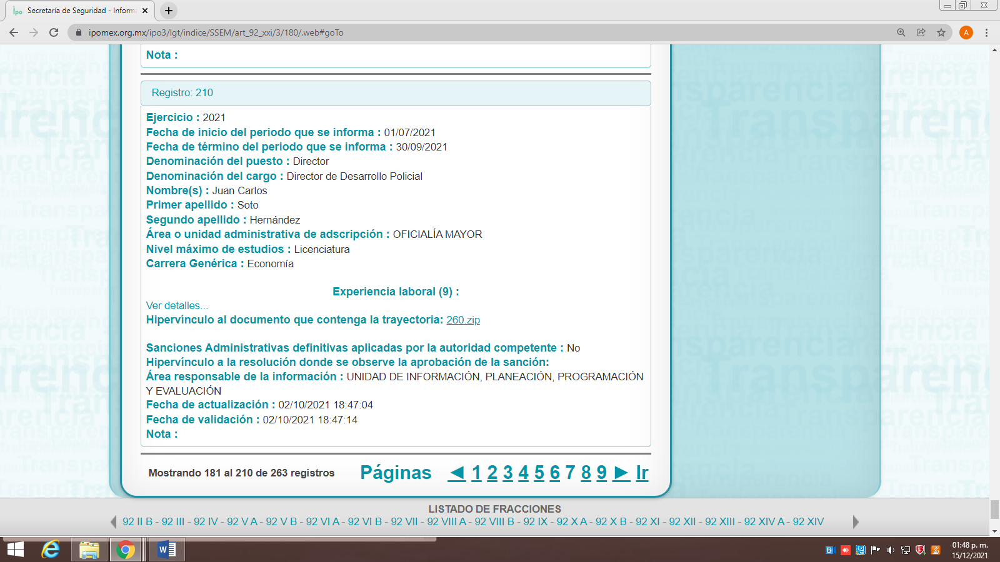 Secretaría de Seguridad - Inform
ipomex.org.mx/ipo3/lgt/indice/SSEM/art_92_xxi/3/180/.web#goTo
A
Nota :
Registro: 210
Ejercicio : 2021
Fecha de inicio del periodo que se informa : 01/07/2021
Fecha de término del periodo que se informa : 30/09/2021
Denominación del puesto : Director
Denominación del cargo : Director de Desarrollo Policial
Nombre(s) : Juan Carlos
Primer apellido : Soto
Segundo apellido : Hernández
Área o unidad administrativa de adscripción : OFICIALÍA MAYOR
Nivel máximo de estudios : Licenciatura
Carrera Genérica : Economía
Experiencia laboral (9) :
Ver detalles...
Hipervínculo al documento que contenga la trayectoria: 260.zip
Sanciones Administrativas definitivas aplicadas por la autoridad competente : No
Hipervínculo a la resolución donde se observe la aprobación de la sanción:
Área responsable de la información : UNIDAD DE INFORMACIÓN, PLANEACIÓN, PROGRAMACIÓN
Y EVALUACIÓN
Fecha de actualización : 02/10/2021 18:47:04
Fecha de validación : 02/10/2021 18:47:14
Nota :
Mostrando 181 al 210 de 263 registros Páginas ◄ 1 2 3 4 5 6 7 8 9 ► Ir
LISTADO DE FRACCIONES
92 II B - 92 III - 92 IV - 92 V A - 92 V B - 92 VI A - 92 VI B - 92 VII - 92 VIII A - 92 VIII B - 92 IX - 92 X A - 92 X B - 92 XI - 92 XII - 92 XIII - 92 XIV A - 92 XIV
01:48 p. m.
15/12/2021